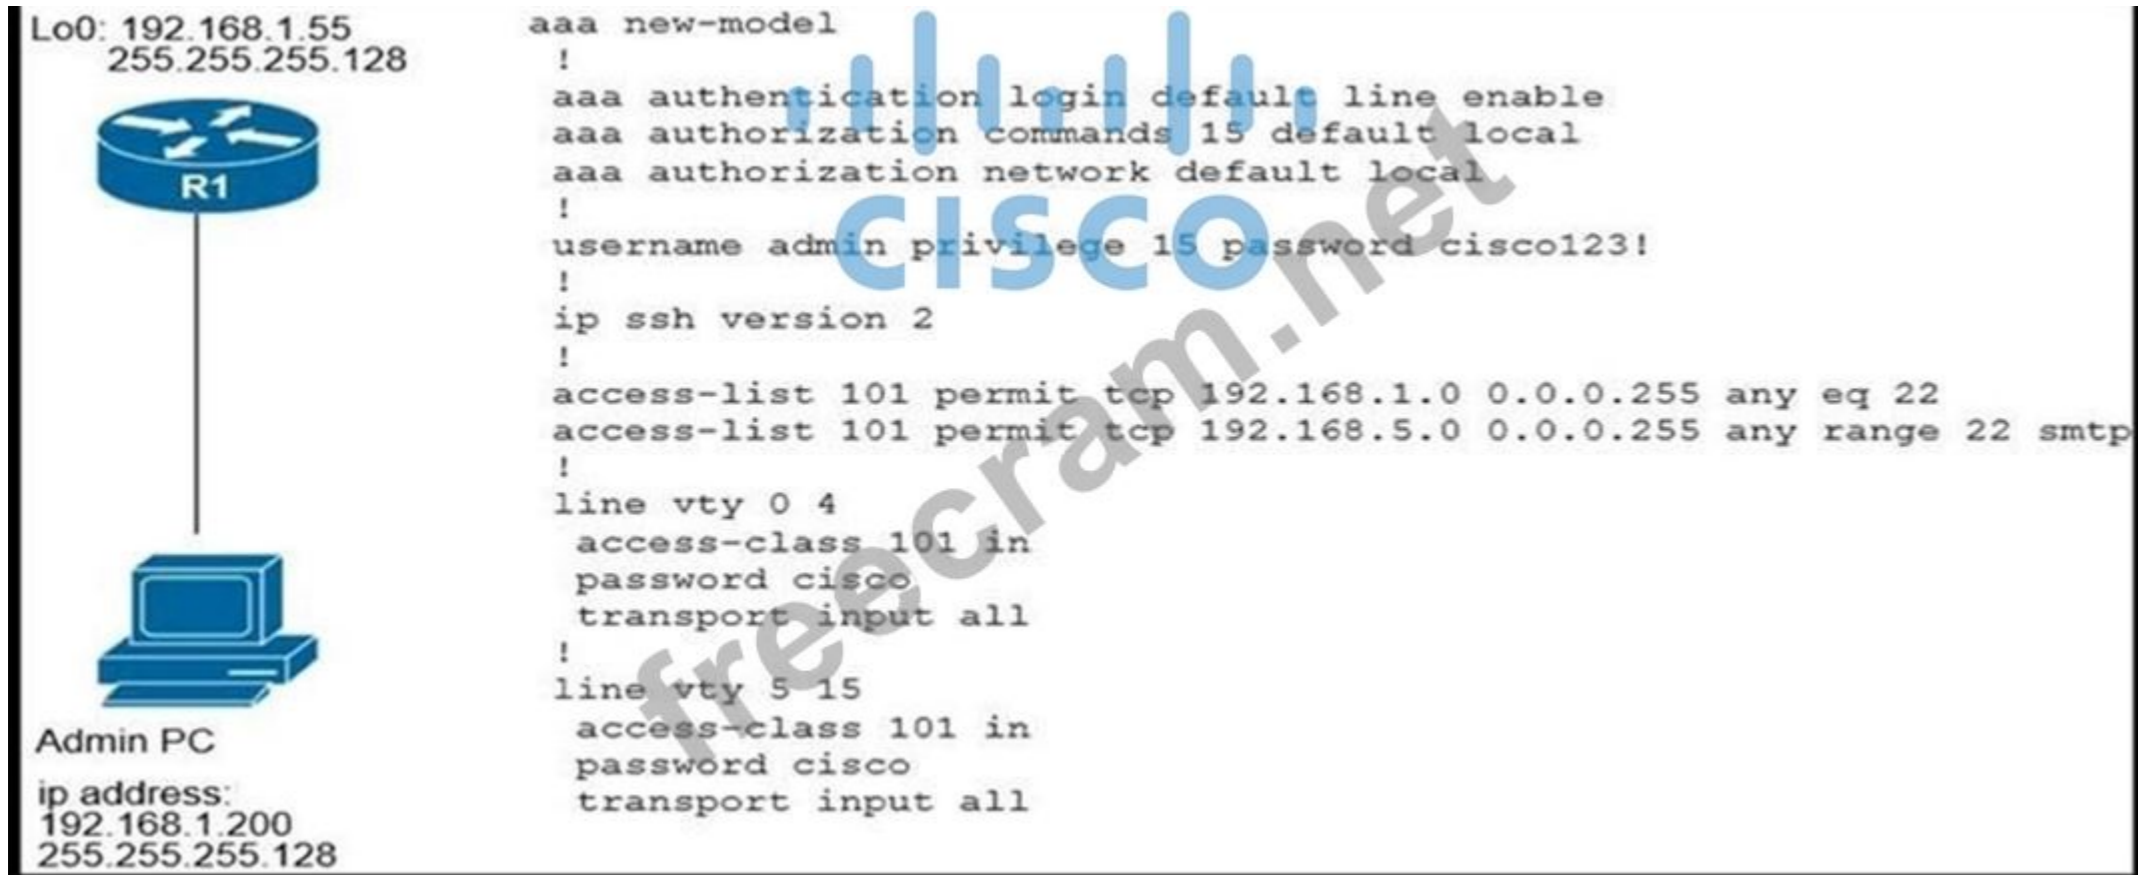 Lo0: 192.168.1.55
255.255.255.128
R1
Admin PC
ip address:
192.168.1.200
255.255.255.128
aaa new-model
!
aaa authentication login default line enable
aaa authorization commands 15 default local
aaa authorization network default local
!
username admin privilege 15 password cisco123!
!
ip ssh version 2
!
access-list 101 permit tcp 192.168.1.0 0.0.0.255 any eq 22
access-list 101 permit tcp 192.168.5.0 0.0.0.255 any range 22 smtp
!
line vty 0 4
access-class 101 in
password cisco
transport input all
!
line vty 5 15
access-class 101 in
password cisco
transport input all
CISCO
freecram.net